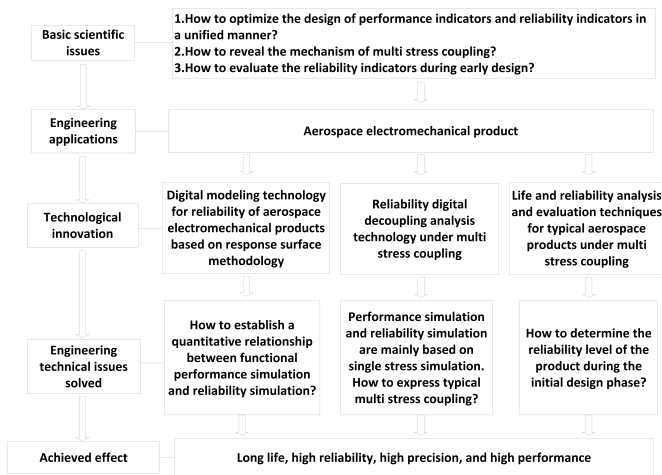 Basic scientific
issues
1.How to optimize the design of performance indicators and reliability indicators in
a unified manner?
2.How to reveal the mechanism of multi stress coupling?
3.How to evaluate the reliability indicators during early design?
Engineering
applications
Aerospace electromechanical product
Technological
innovation
Digital modeling technology
for reliability of aerospace
electromechanical products
based on response surface
methodology
Reliability digital
decoupling analysis
technology under multi
stress coupling
Life and reliability analysis
and evaluation techniques
for typical aerospace
products under multi
stress coupling
Engineering
technical issues
solved
How to establish a
quantitative relationship
between functional
performance simulation
and reliability simulation?
Performance simulation
and reliability simulation
are mainly based on
single stress simulation.
How to express typical
multi stress coupling?
How to determine the
reliability level of the
product during the
initial design phase?
Achieved effect
Long life, high reliability, high precision, and high performance